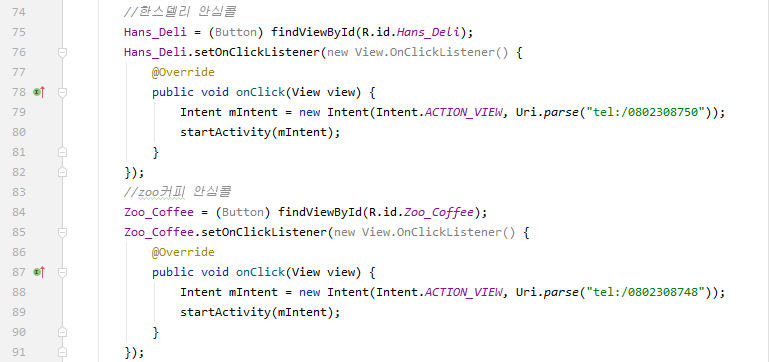 74 //한스델리 안심콜
75 Hans_Deli = (Button) findViewById(R.id.Hans_Deli);
76 Hans_Deli.setOnClickListener(new View.OnClickListener() {
77 @Override
78 public void onClick(View view) {
79 Intent mIntent = new Intent(Intent.ACTION_VIEW, Uri.parse("tel:/0802308750"));
80 startActivity(mIntent);
81 }
82 });
83 //zoo커피 안심콜
84 Zoo_Coffee = (Button) findViewById(R.id.Zoo_Coffee);
85 Zoo_Coffee.setOnClickListener(new View.OnClickListener() {
86 @Override
87 public void onClick(View view) {
88 Intent mIntent = new Intent(Intent.ACTION_VIEW, Uri.parse("tel:/0802308748"));
89 startActivity(mIntent);
90 }
91 });